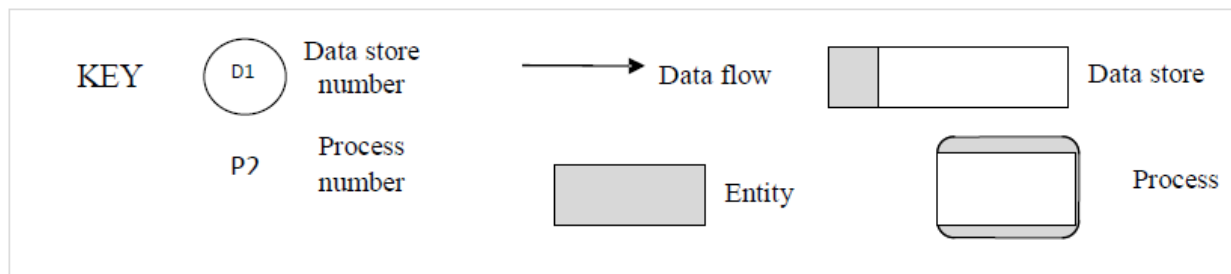 KEY
D1
Data store
number
Data flow
Data store
P2
Process
number
Entity
Process